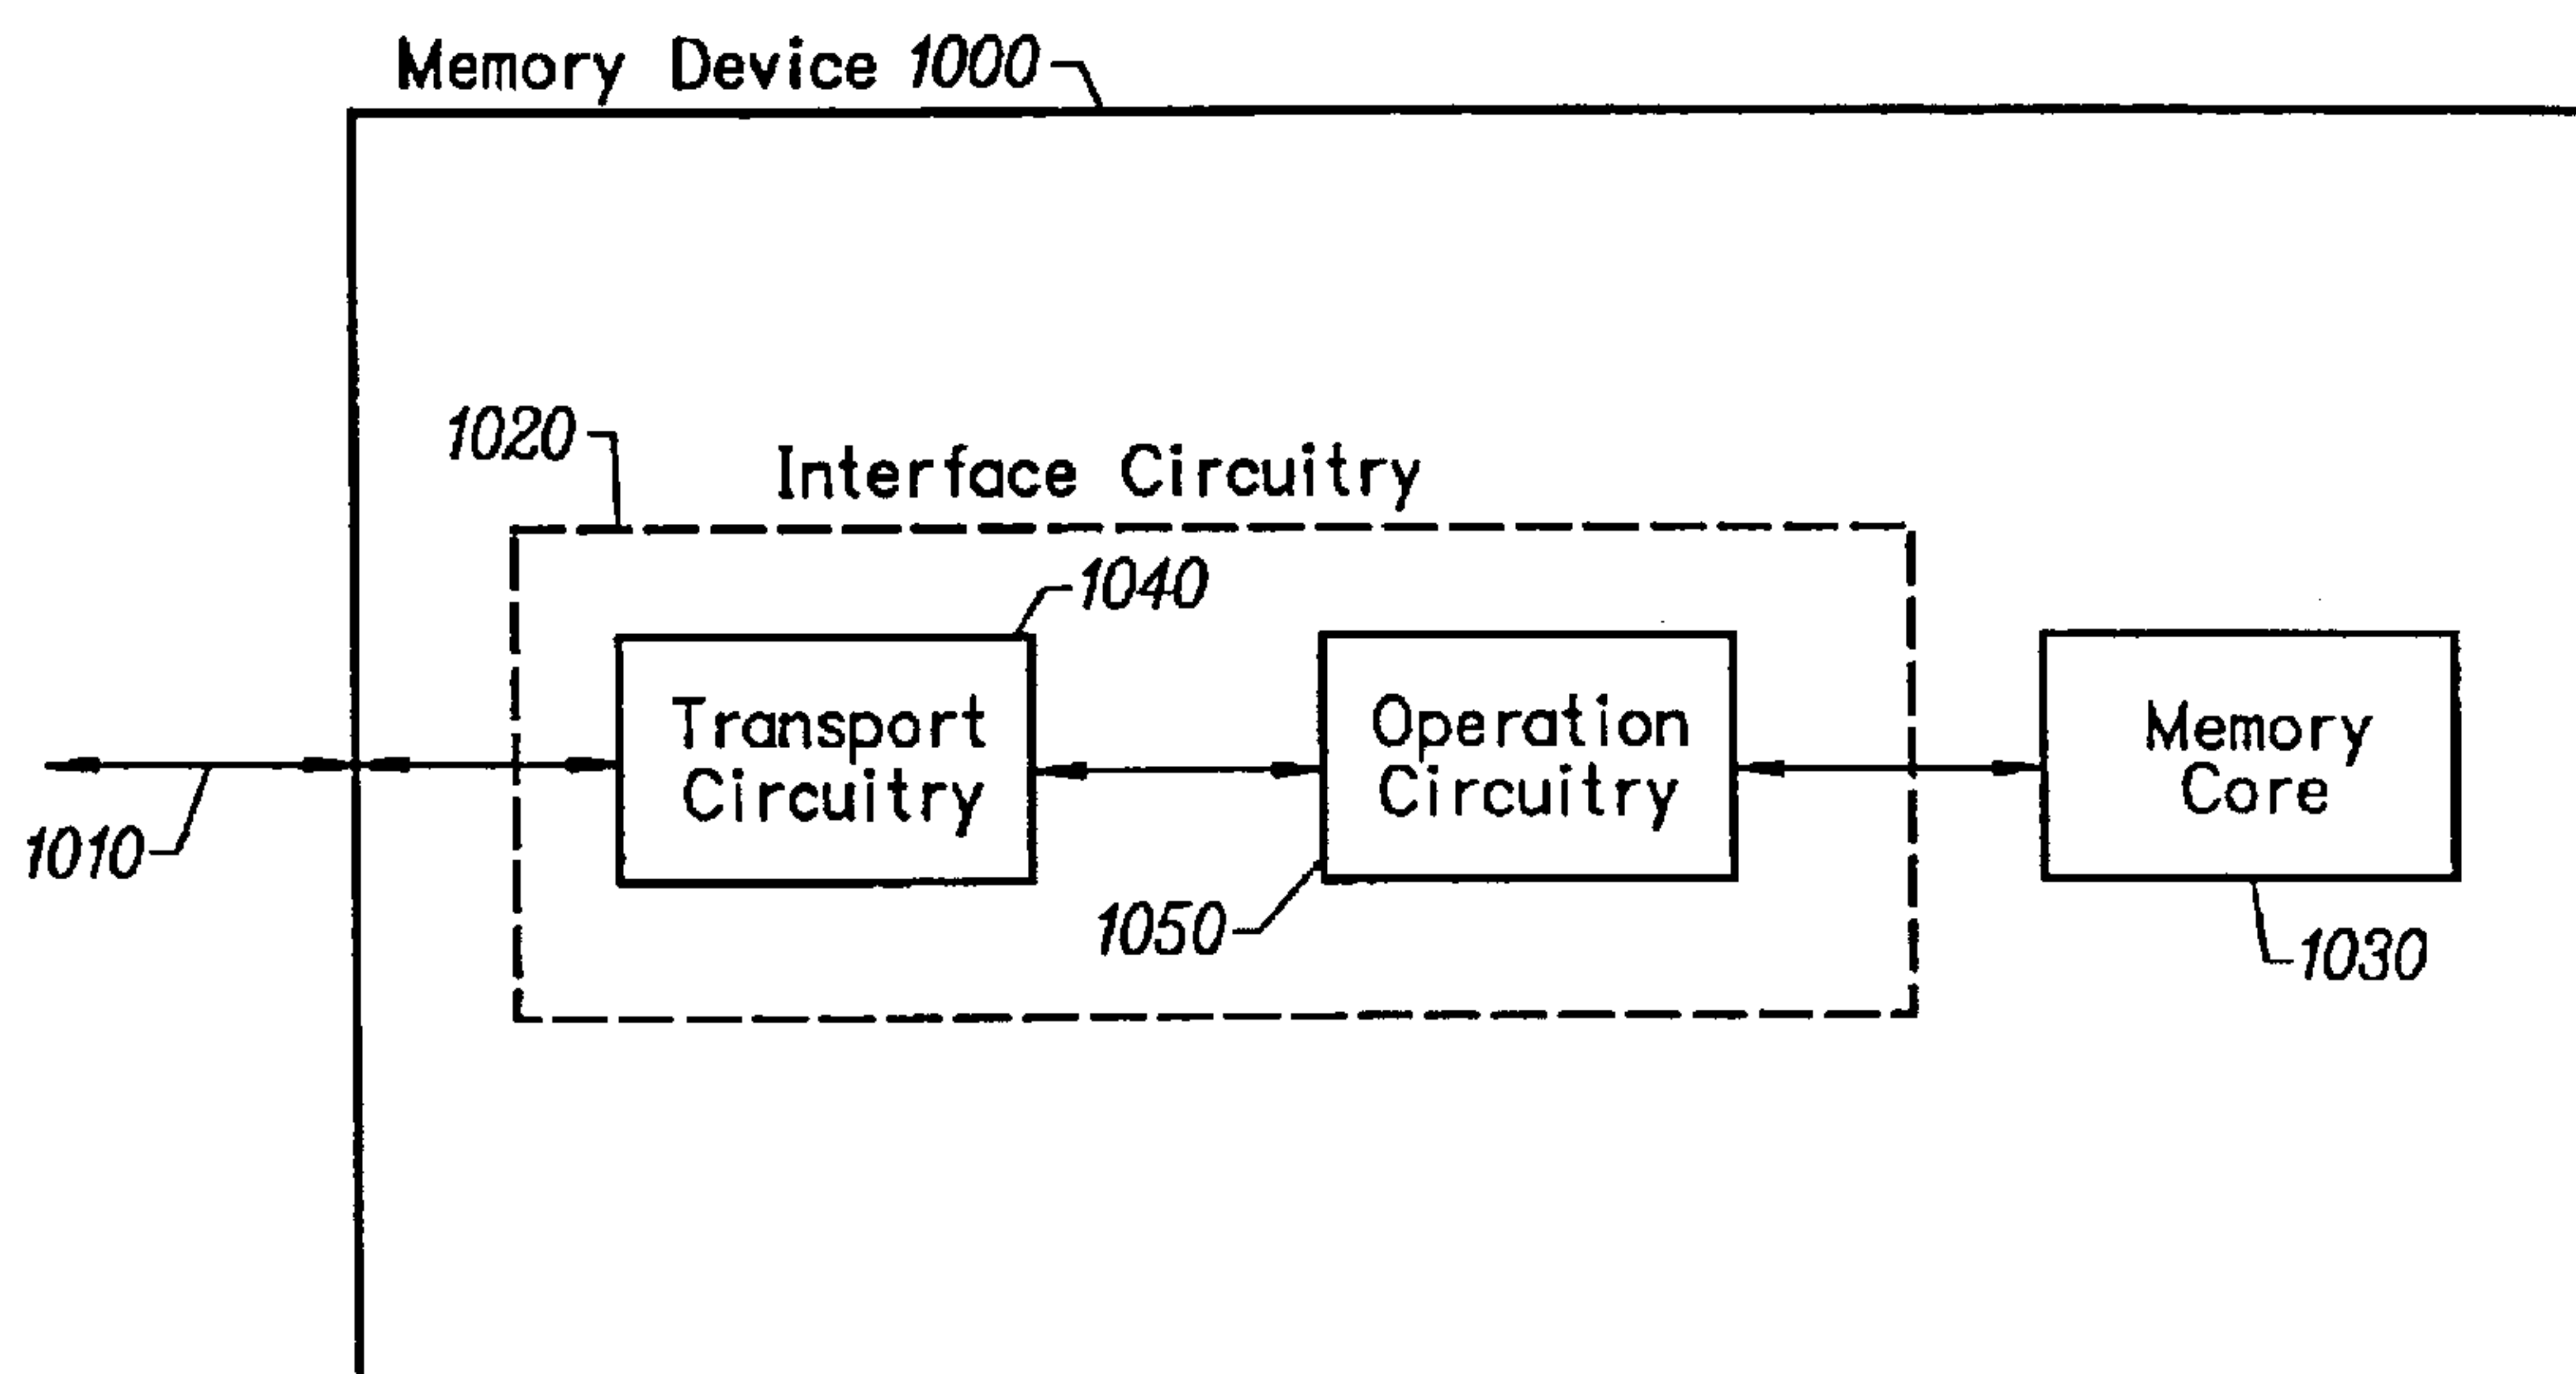 Memory Device 1000
1020
Interface Circuitry
1040
Transport
Circuitry
Operation
Circuitry
Memory
Core
1010
1050
1030